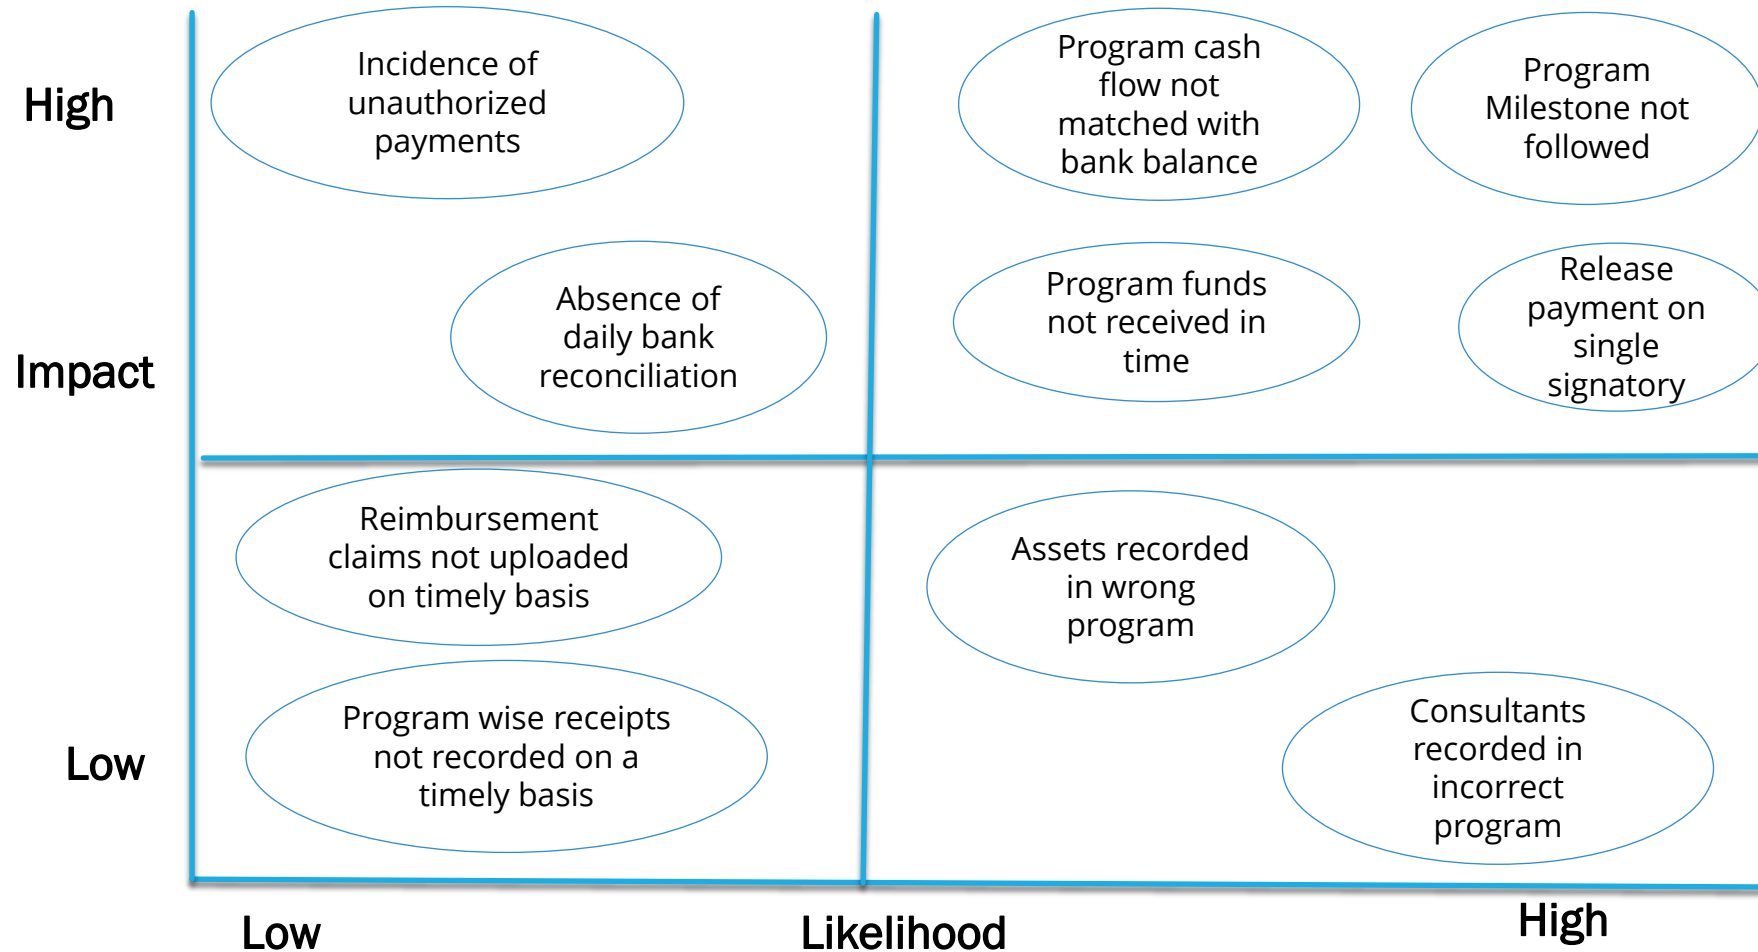 High
Incidence of
unauthorized
payments
Program cash
flow not
matched with
bank balance
Program
Milestone not
followed
Impact
Absence of
daily bank
reconciliation
Program funds
not received in
time
Release
payment on
single
signatory
Reimbursement
claims not uploaded
on timely basis
Assets recorded
in wrong
program
Low
Program wise receipts
not recorded on a
timely basis
Consultants
recorded in
incorrect
program
Low
Likelihood
High